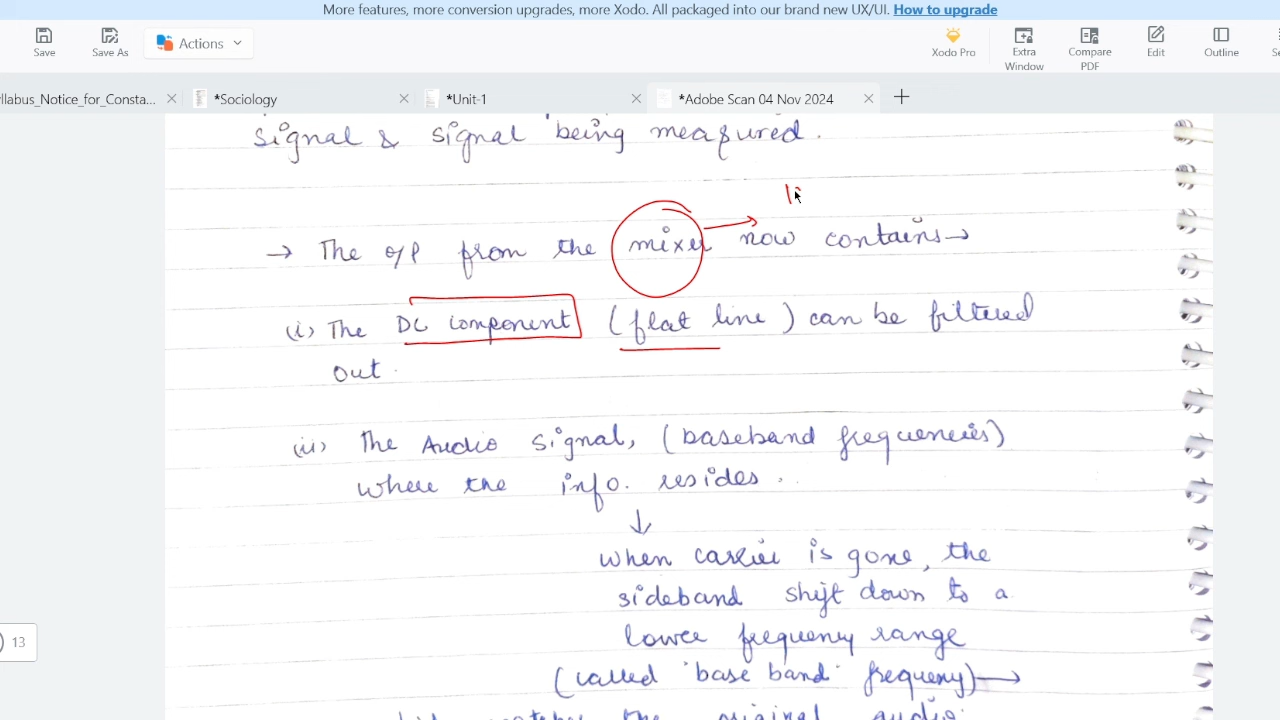 More features, more conversion upgrades, more Xodo. All packaged into our brand new UX/UI. How to upgrade
Save
Save As
Actions
Xodo Pro
Extra Window
Compare PDF
Edit
Outline
llabus_Notice_for_Consta...
*Sociology
*Unit-1
*Adobe Scan 04 Nov 2024
signal & signal being measured.
→ The o/p from the mixer now contains →
(i) The DC component (flat line) can be filtered
out.
(ii) The Audio signal, (baseband frequencies)
where the info. resides.
↓
when carrier is gone, the
sideband shift down to a
lower frequency range
(called 'base band' frequency) →
the original audio
13